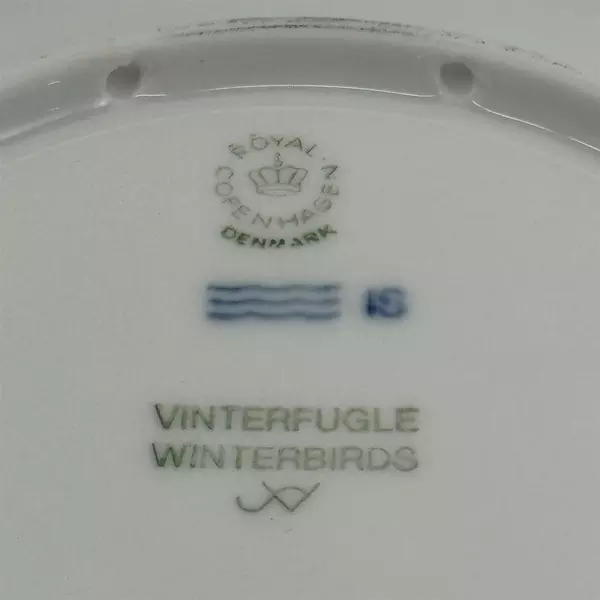 ROYAL
COPENHAGEN
DENMARK
IS
VINTERFUGLE
WINTERBIRDS